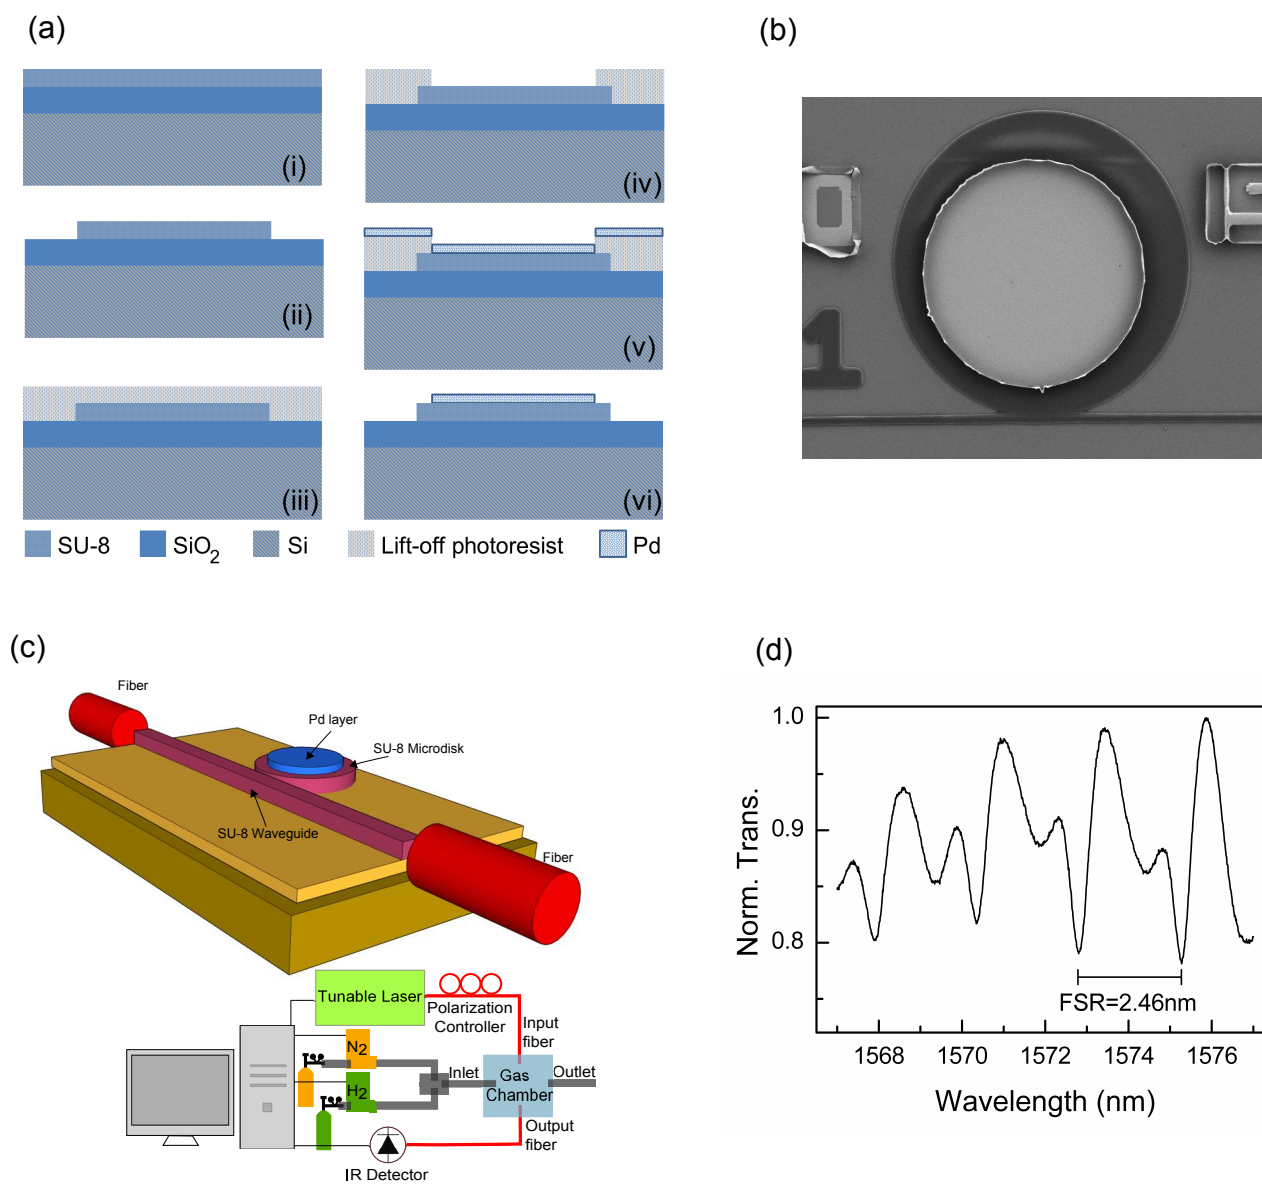 (a)
(b)
(i)
(iv)
(ii)
(v)
(iii)
(vi)
SU-8 SiO2 Si Lift-off photoresist Pd
1
(c)
(d)
Fiber
Pd layer
SU-8 Microdisk
SU-8 Waveguide
Fiber
Tunable Laser
Polarization
Controller
Input
fiber
N2
H2
Inlet
Gas
Chamber
Outlet
Output
fiber
IR Detector
1.0
0.9
0.8
Norm. Trans.
FSR=2.46nm
1568 1570 1572 1574 1576
Wavelength (nm)